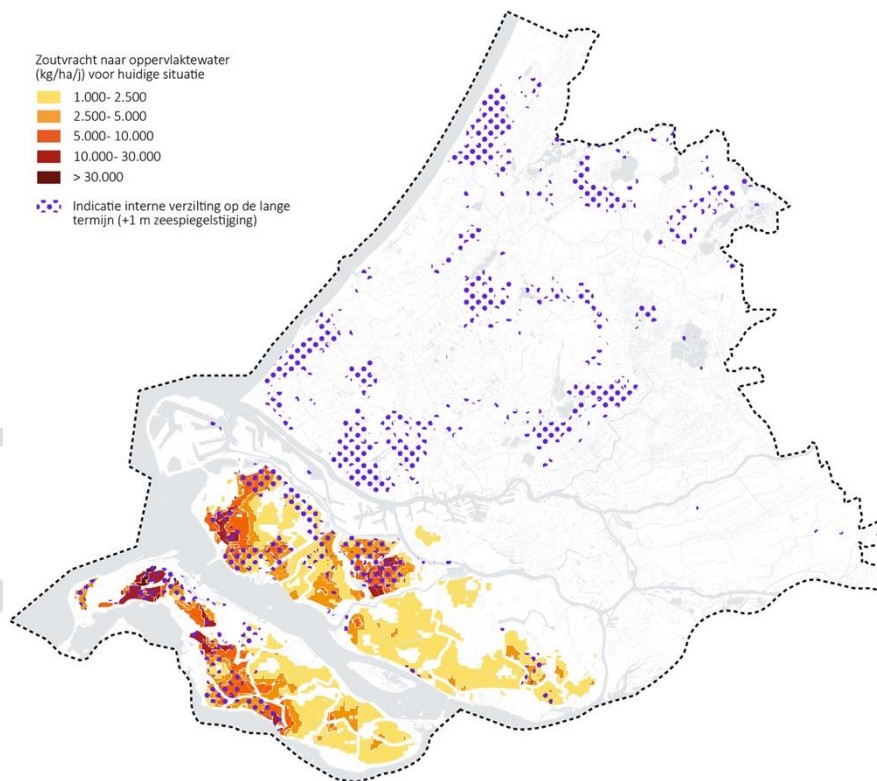 Zoutvracht naar oppervlaktewater
(kg/ha/j) voor huidige situatie
1.000- 2.500
2.500- 5.000
5.000- 10.000
10.000- 30.000
> 30.000
Indicatie interne verzilting op de lange
termijn (+1 m zeespiegelstijging)